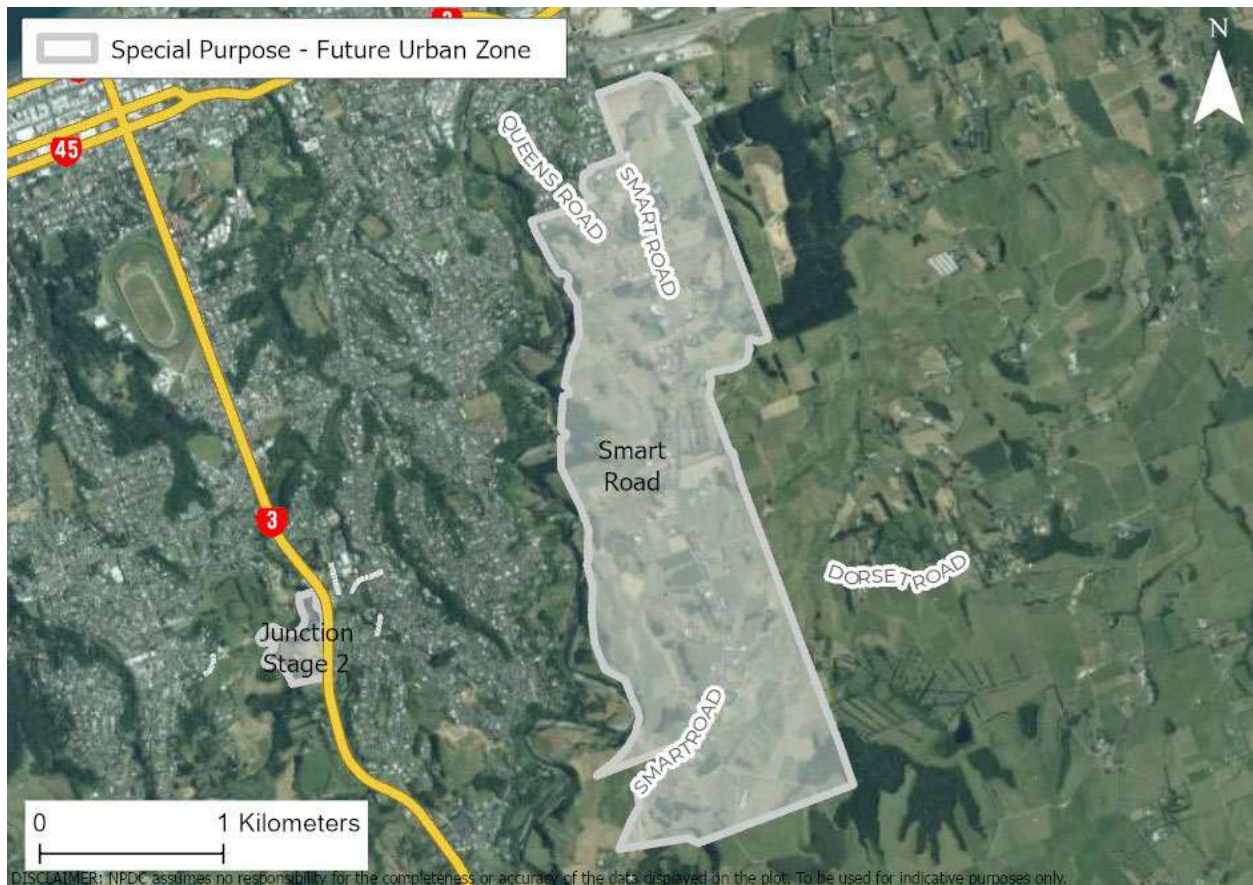 Special Purpose - Future Urban Zone
N
3
45
QUEENS ROAD
SMART ROAD
Smart
Road
3
DORSET ROAD
Junction
Stage 2
SMART ROAD
0 1 Kilometers
DISCLAIMER: NPDC assumes no responsibility for the completeness or accuracy of the data displayed on the plot. To be used for indicative purposes only.